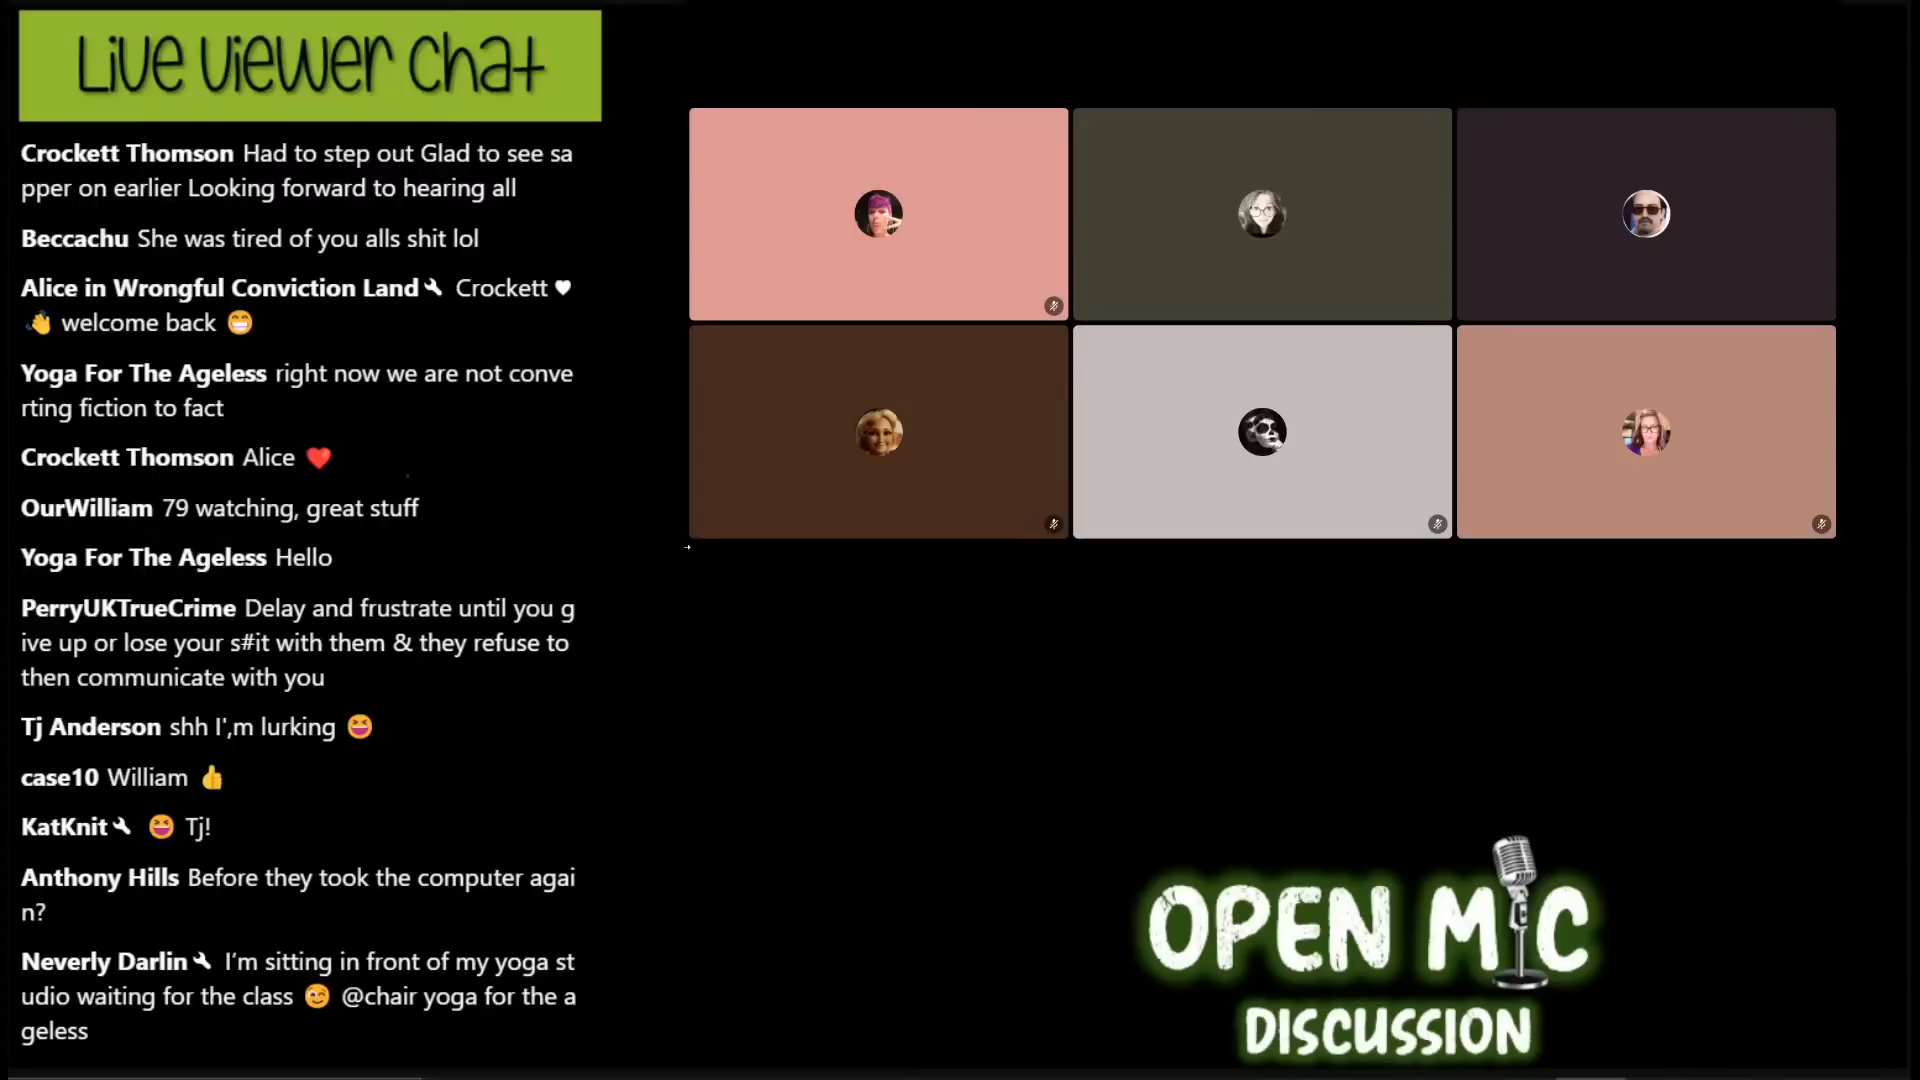 Live Viewer Chat
Crockett Thomson Had to step out Glad to see sa
pper on earlier Looking forward to hearing all
Beccachu She was tired of you alls shit lol
Alice in Wrongful Conviction Land🔧 Crockett ♥
👋 welcome back 😁
Yoga For The Ageless right now we are not conve
rting fiction to fact
Crockett Thomson Alice ❤️
OurWilliam 79 watching, great stuff
Yoga For The Ageless Hello
PerryUKTrueCrime Delay and frustrate until you g
ive up or lose your s#it with them & they refuse to
then communicate with you
Tj Anderson shh I',m lurking 😆
case10 William 👍
KatKnit🔧 😆 Tj!
Anthony Hills Before they took the computer agai
n?
Neverly Darlin🔧 I’m sitting in front of my yoga st
udio waiting for the class 😉 @chair yoga for the a
geless
OPEN MIC
DISCUSSION